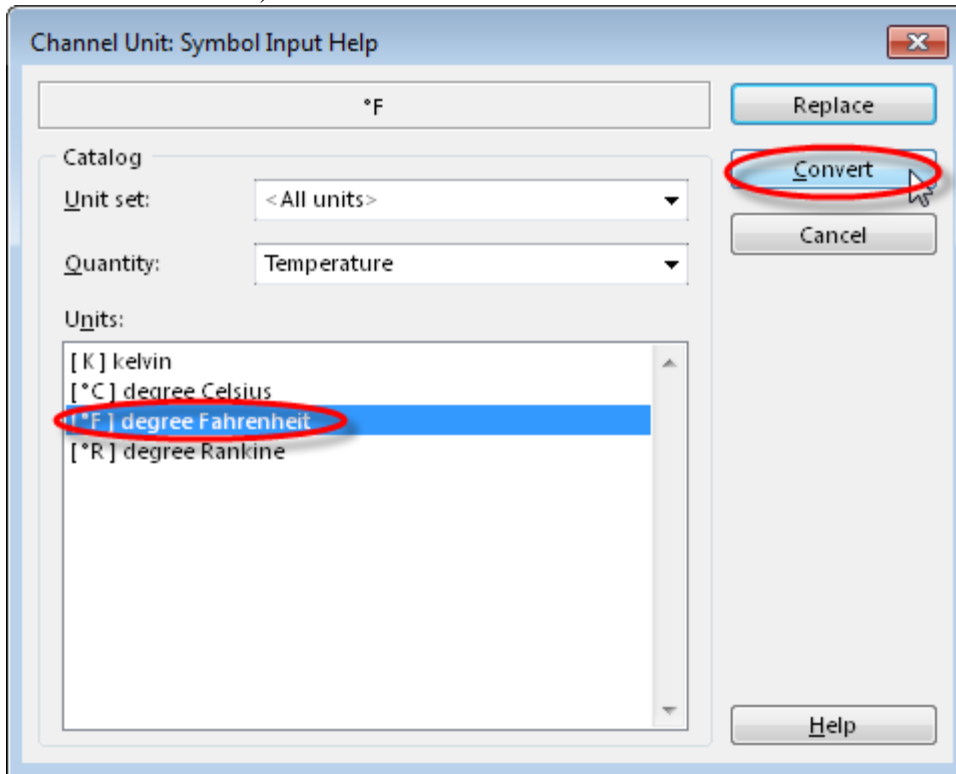 Channel Unit: Symbol Input Help
°F
Replace
Catalog
Convert
Unit set:
<All units>
Cancel
Quantity:
Temperature
Units:
[ K ] kelvin
[ °C ] degree Celsius
[ °F ] degree Fahrenheit
[ °R ] degree Rankine
Help